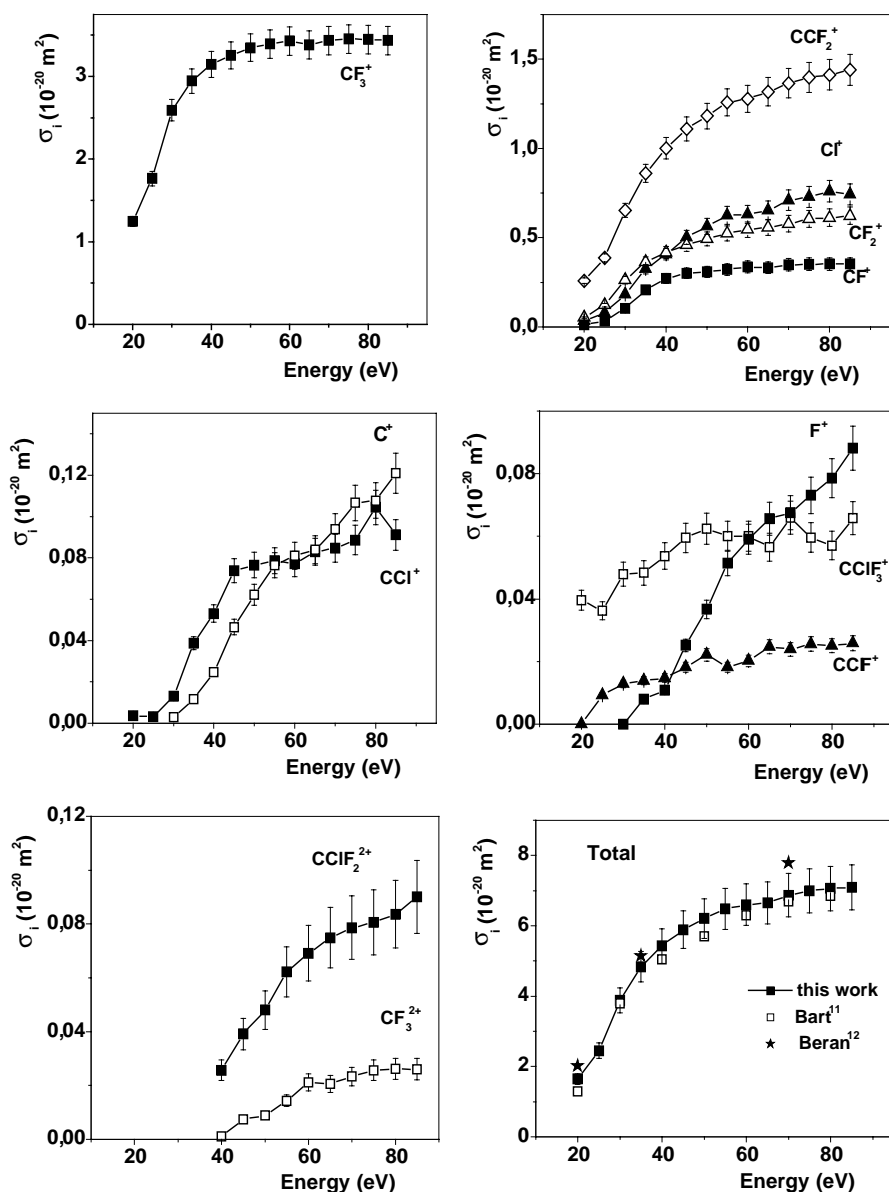 CF₃⁺
σᵢ (10⁻²⁰ m²)
3
2
1
0
20 40 60 80
Energy (eV)
CCF₂⁺
Cl⁺
CF₂⁺
CF⁺
σᵢ (10⁻²⁰ m²)
1,5
1,0
0,5
0,0
20 40 60 80
Energy (eV)
C⁺
CCl⁺
σᵢ (10⁻²⁰ m²)
0,12
0,08
0,04
0,00
20 40 60 80
Energy (eV)
F⁺
CClF₃⁺
CClF⁺
σᵢ (10⁻²⁰ m²)
0,08
0,04
0,00
20 40 60 80
Energy (eV)
CClF₂²⁺
CF₃²⁺
σᵢ (10⁻²⁰ m²)
0,12
0,08
0,04
0,00
20 40 60 80
Energy (eV)
Total
this work
Bart¹¹
Beran¹²
σᵢ (10⁻²⁰ m²)
8
6
4
2
0
20 40 60 80
Energy (eV)